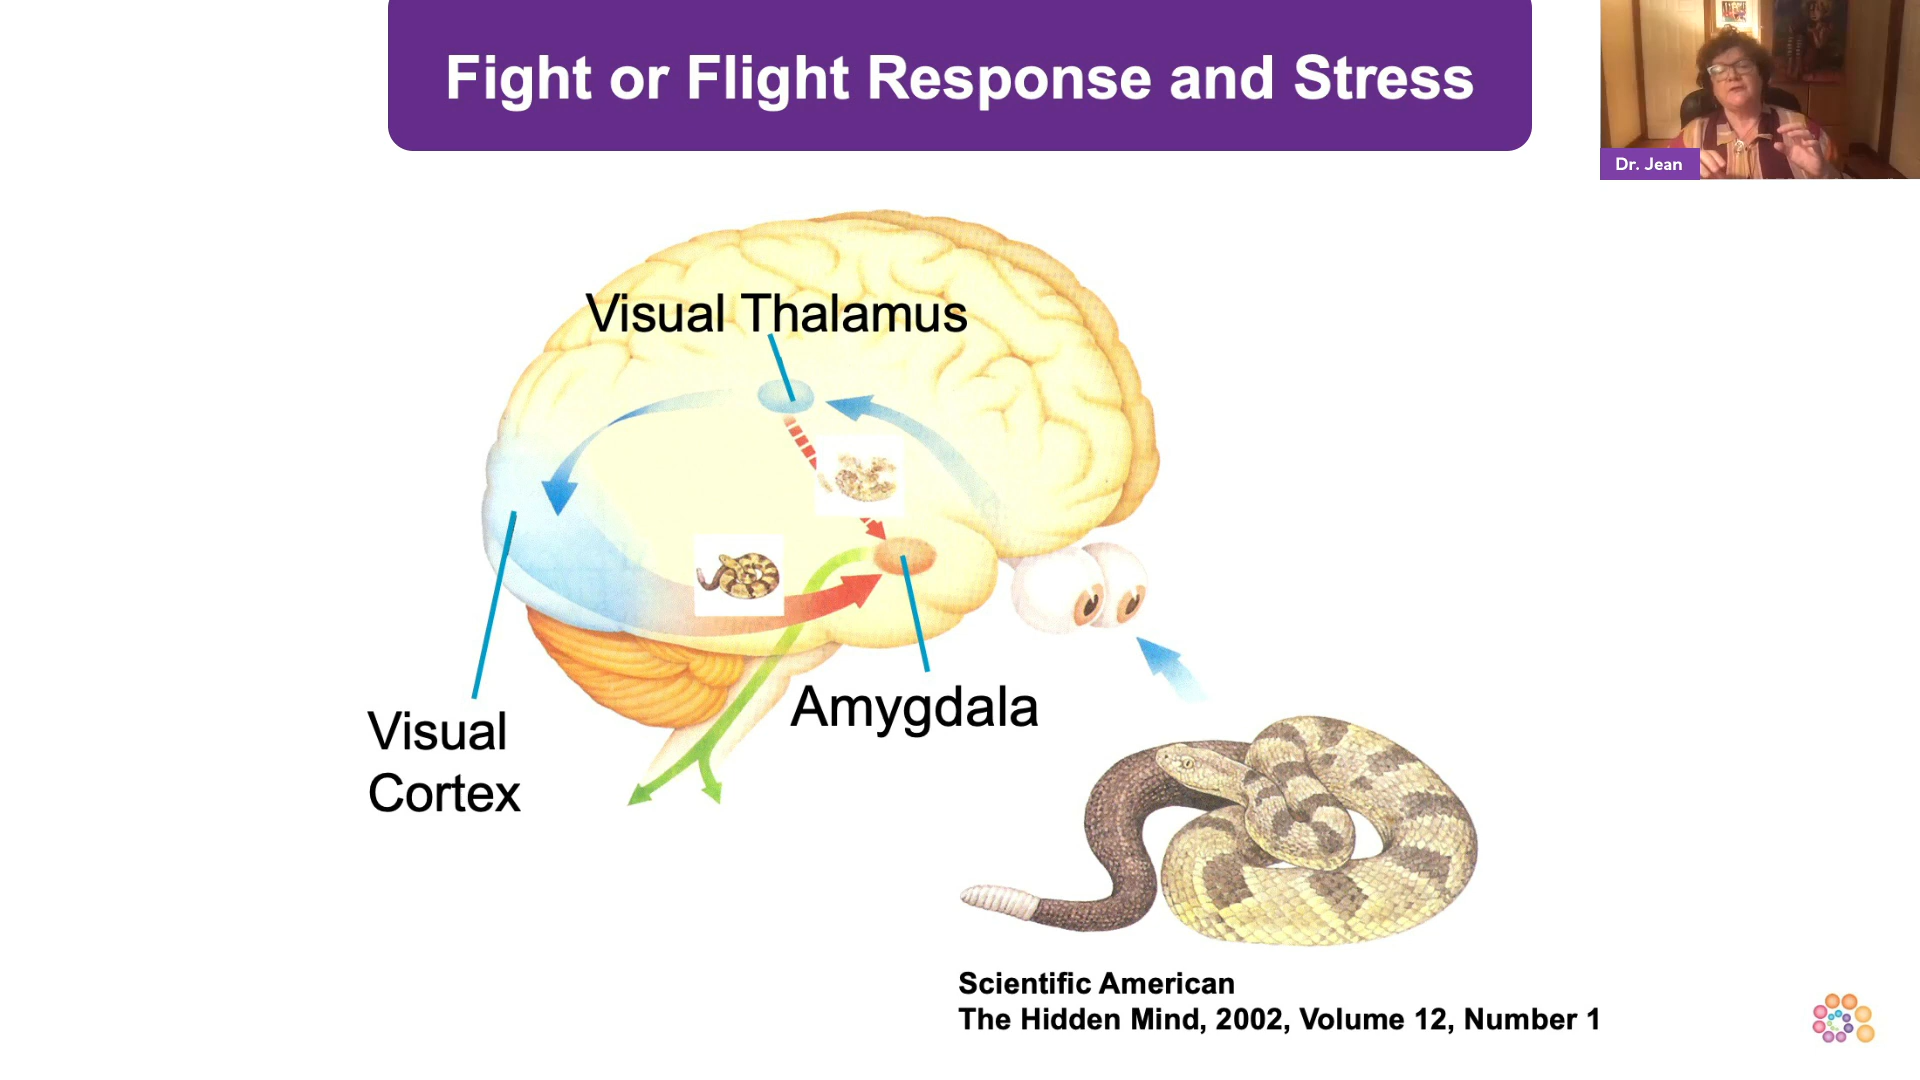 Fight or Flight Response and Stress
Dr. Jean
Visual Thalamus
Amygdala
Visual
Cortex
Scientific American
The Hidden Mind, 2002, Volume 12, Number 1